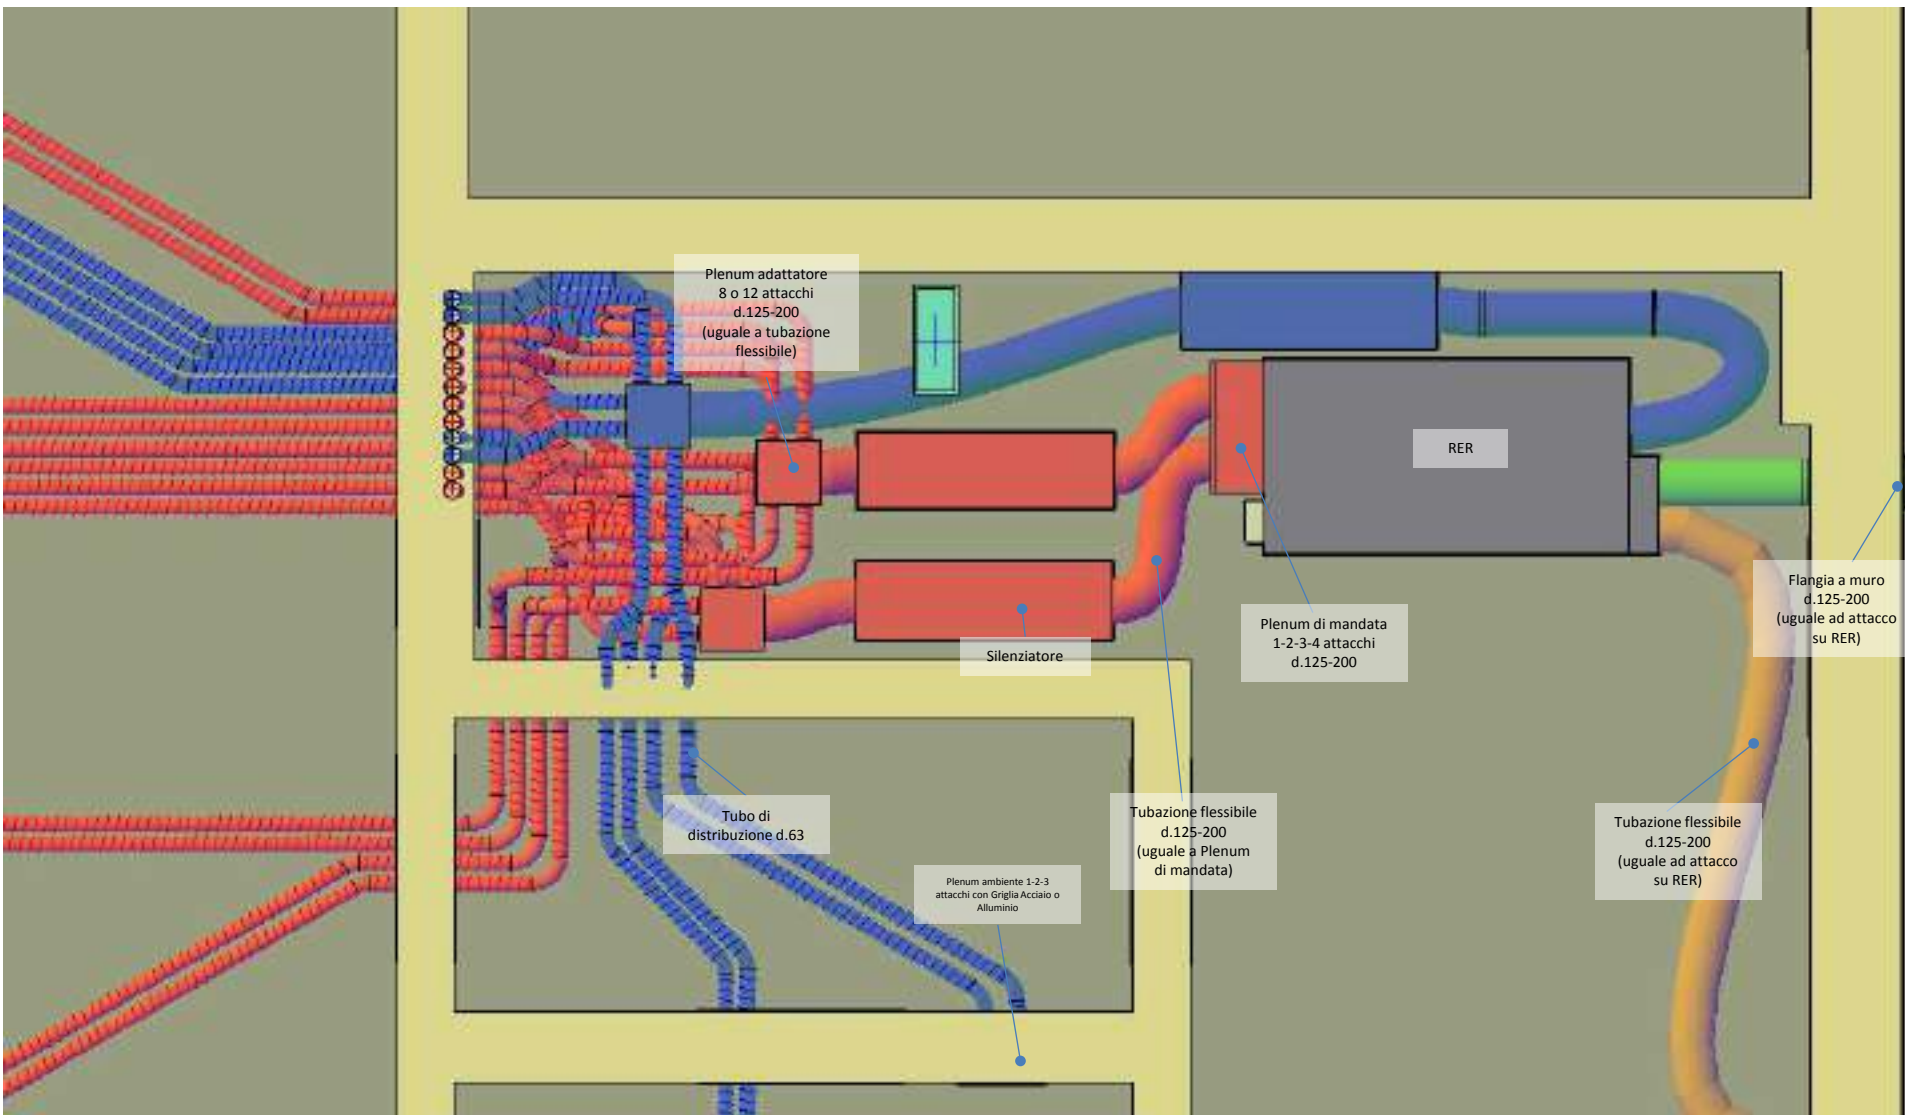 Plenum adattatore
8 o 12 attacchi
d.125-200
(uguale a tubazione
flessibile)
RER
Flangia a muro
d.125-200
(uguale ad attacco
su RER)
Plenum di mandata
1-2-3-4 attacchi
d.125-200
Silenziatore
Tubo di
distribuzione d.63
Tubazione flessibile
d.125-200
(uguale a Plenum
di mandata)
Tubazione flessibile
d.125-200
(uguale ad attacco
su RER)
Plenum ambiente 1-2-3
attacchi con Griglia Acciaio o
Alluminio